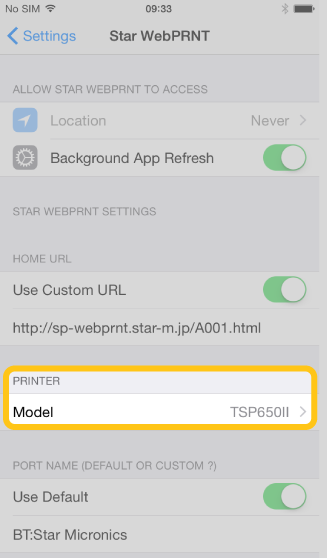 No SIM 09:33
Settings Star WebPRNT
ALLOW STAR WEBPRNT TO ACCESS
Location Never
Background App Refresh
STAR WEBPRNT SETTINGS
HOME URL
Use Custom URL
http://sp-webprnt.star-m.jp/A001.html
PRINTER
Model TSP650II
PORT NAME (DEFAULT OR CUSTOM ?)
Use Default
BT:Star Micronics